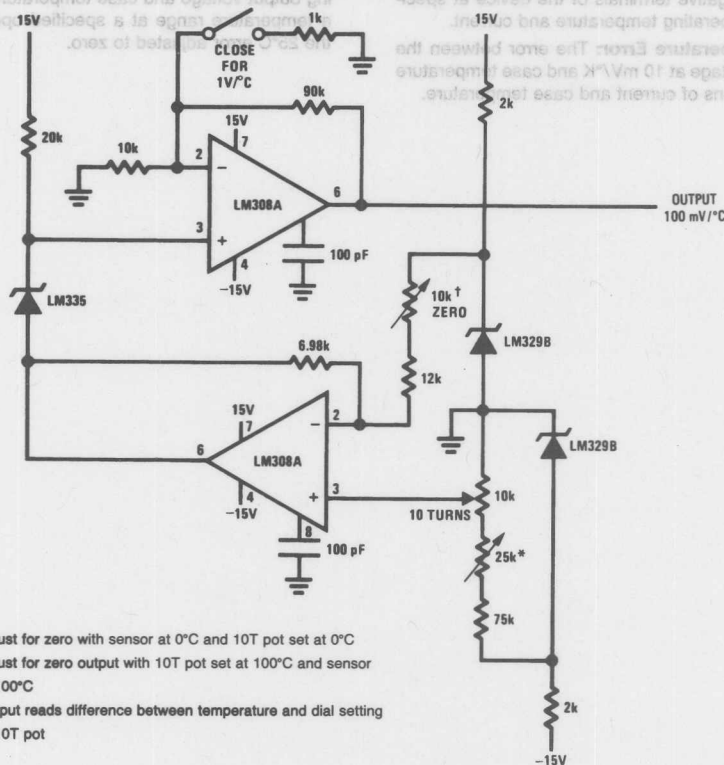 15V
1k
15V
CLOSE
FOR
1V/°C
2k
90k
20k
10k
15V
7
2
−
6
LM308A
OUTPUT
100 mV/°C
3
+
100 pF
4
−15V
10k†
ZERO
LM335
LM329B
6.98k
12k
15V
7
2
−
LM329B
6
LM308A
4
−15V
+
3
10k
10 TURNS
8
100 pF
25k*
75k
ust for zero with sensor at 0°C and 10T pot set at 0°C
ust for zero output with 10T pot set at 100°C and sensor
00°C
put reads difference between temperature and dial setting
0T pot
2k
−15V